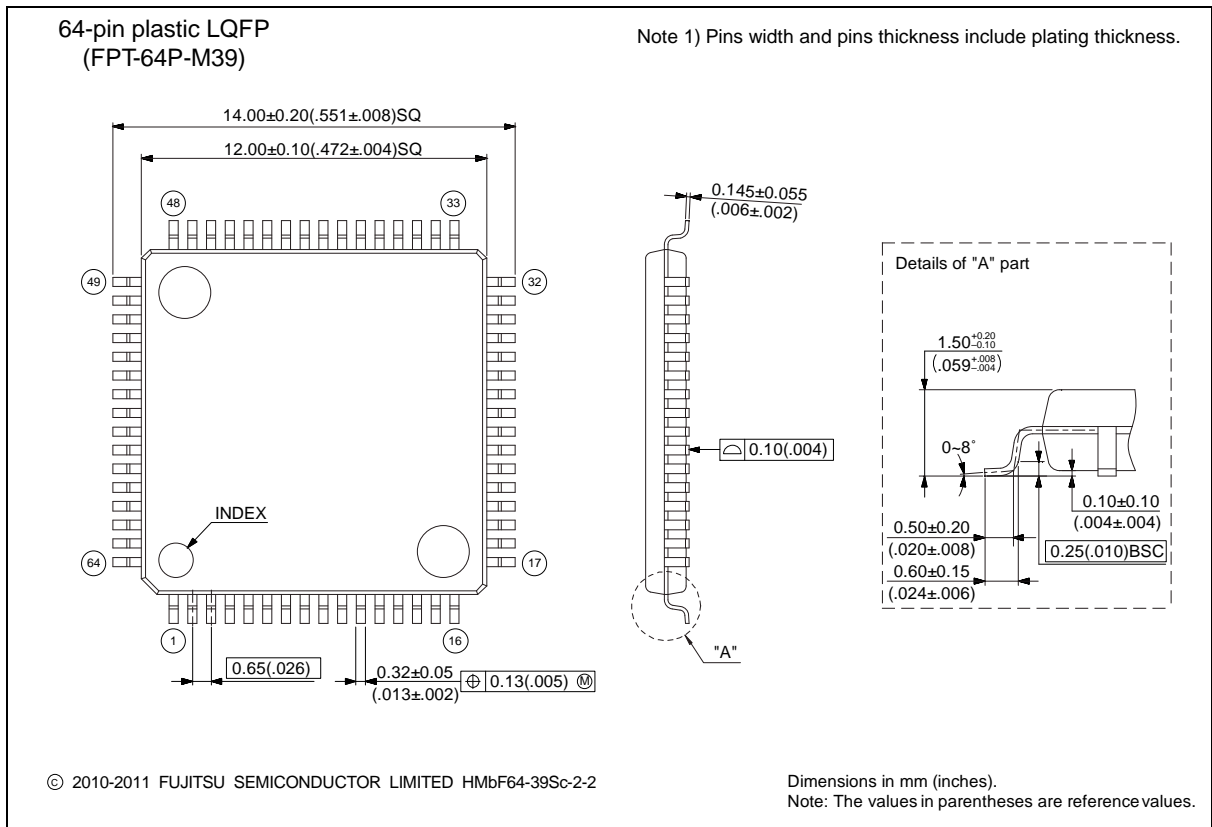 64-pin plastic LQFP
(FPT-64P-M39)
Note 1) Pins width and pins thickness include plating thickness.
14.00±0.20(.551±.008)SQ
12.00±0.10(.472±.004)SQ
48
33
49
32
INDEX
64
17
1
16
0.65(.026)
0.32±0.05
(.013±.002)
⌖ 0.13(.005) Ⓜ
0.145±0.055
(.006±.002)
⌓ 0.10(.004)
"A"
Details of "A" part
1.50 +0.20 –0.10
(.059 +.008 –.004)
0~8°
0.50±0.20
(.020±.008)
0.60±0.15
(.024±.006)
0.10±0.10
(.004±.004)
0.25(.010)BSC
© 2010-2011 FUJITSU SEMICONDUCTOR LIMITED HMbF64-39Sc-2-2
Dimensions in mm (inches).
Note: The values in parentheses are reference values.